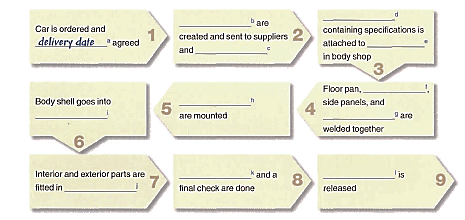 Car is ordered and
delivery date a agreed
1
b are
created and sent to suppliers
and c
2
d
containing specifications is
attached to e
in body shop
3
Floor pan, f,
side panels, and
g are
welded together
4
h
are mounted
5
Body shell goes into
i
6
Interior and exterior parts are
fitted in j
7
k and a
final check are done
8
l is
released
9